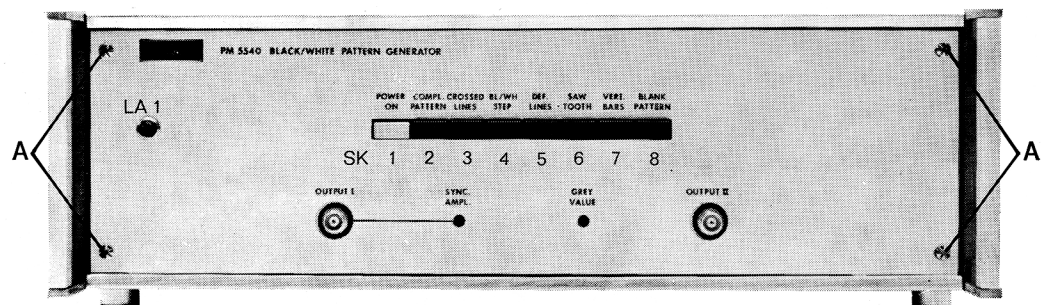 PM 5540 BLACK/WHITE PATTERN GENERATOR
POWER ON
COMPL. PATTERN
CROSSED LINES
BL/WH STEP
DEF. LINES
SAW TOOTH
VERT. BARS
BLANK PATTERN
LA 1
A
A
SK 1 2 3 4 5 6 7 8
OUTPUT I
SYNC. AMPL.
GREY VALUE
OUTPUT II